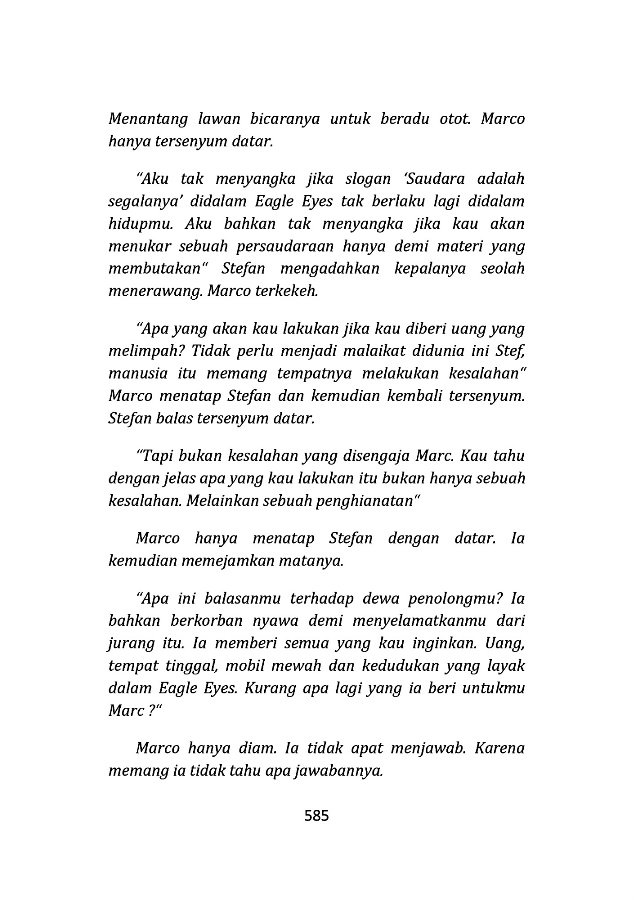 Menantang lawan bicaranya untuk beradu otot. Marco
hanya tersenyum datar.
“Aku tak menyangka jika slogan ‘Saudara adalah
segalanya’ didalam Eagle Eyes tak berlaku lagi didalam
hidupmu. Aku bahkan tak menyangka jika kau akan
menukar sebuah persaudaraan hanya demi materi yang
membutakan“ Stefan mengadahkan kepalanya seolah
menerawang. Marco terkekeh.
“Apa yang akan kau lakukan jika kau diberi uang yang
melimpah? Tidak perlu menjadi malaikat didunia ini Stef,
manusia itu memang tempatnya melakukan kesalahan“
Marco menatap Stefan dan kemudian kembali tersenyum.
Stefan balas tersenyum datar.
“Tapi bukan kesalahan yang disengaja Marc. Kau tahu
dengan jelas apa yang kau lakukan itu bukan hanya sebuah
kesalahan. Melainkan sebuah penghianatan“
Marco hanya menatap Stefan dengan datar. Ia
kemudian memejamkan matanya.
“Apa ini balasanmu terhadap dewa penolongmu? Ia
bahkan berkorban nyawa demi menyelamatkanmu dari
jurang itu. Ia memberi semua yang kau inginkan. Uang,
tempat tinggal, mobil mewah dan kedudukan yang layak
dalam Eagle Eyes. Kurang apa lagi yang ia beri untukmu
Marc ?“
Marco hanya diam. Ia tidak apat menjawab. Karena
memang ia tidak tahu apa jawabannya.
585